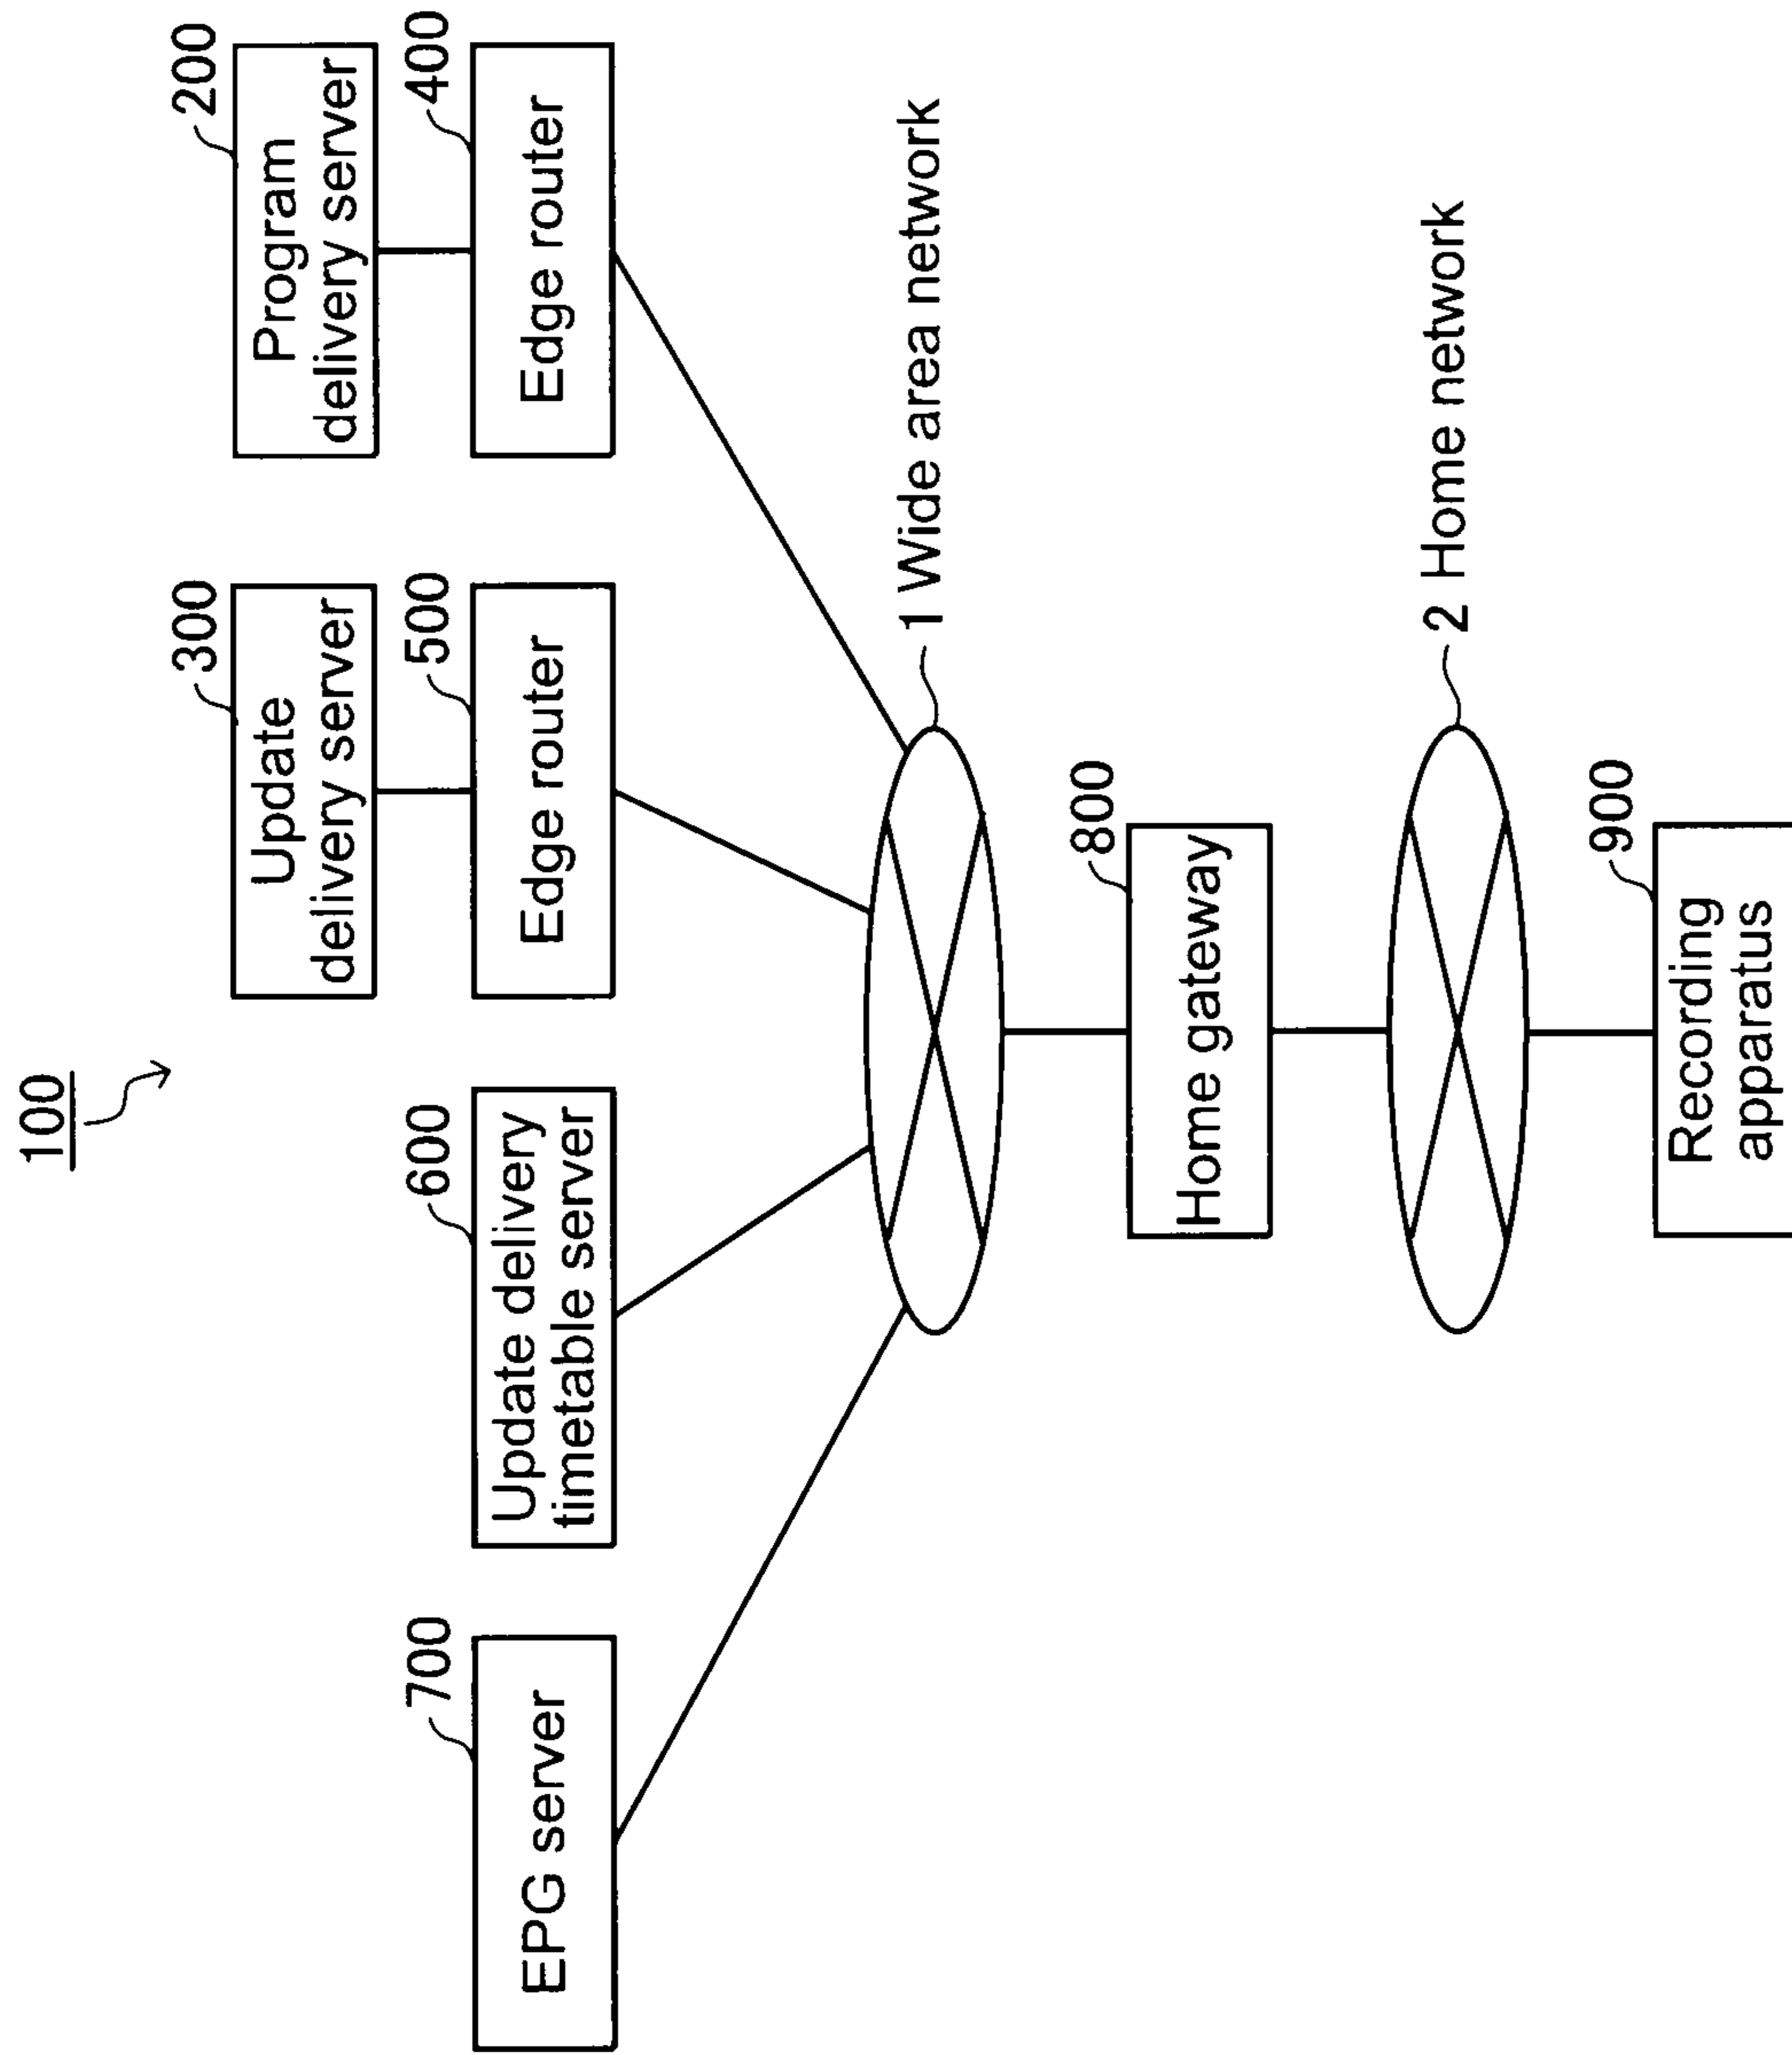 100
200
Program
delivery server
300
Update
delivery server
400
Edge router
500
Edge router
600
Update delivery
timetable server
700
EPG server
1 Wide area network
800
Home gateway
2 Home network
900
Recording
apparatus